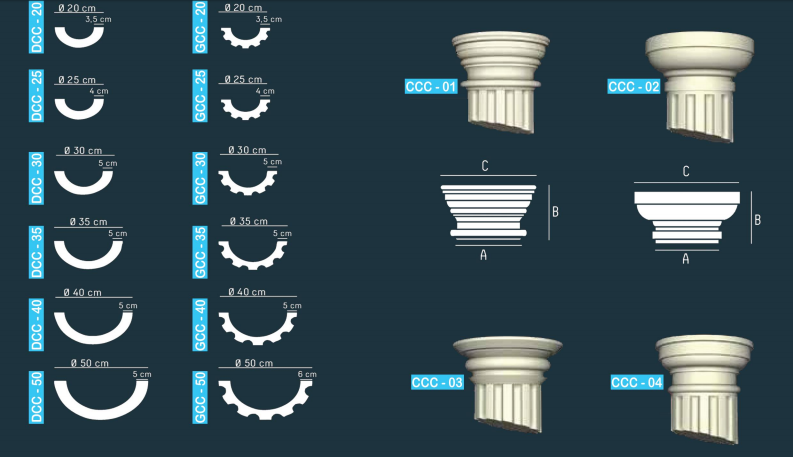 DCC - 20
Ø 20 cm
3,5 cm
GCC - 20
Ø 20 cm
3,5 cm
DCC - 25
Ø 25 cm
4 cm
GCC - 25
Ø 25 cm
4 cm
DCC - 30
Ø 30 cm
5 cm
GCC - 30
Ø 30 cm
5 cm
DCC - 35
Ø 35 cm
5 cm
GCC - 35
Ø 35 cm
5 cm
DCC - 40
Ø 40 cm
5 cm
GCC - 40
Ø 40 cm
5 cm
DCC - 50
Ø 50 cm
5 cm
GCC - 50
Ø 50 cm
6 cm
CCC - 01
C
B
A
CCC - 02
C
B
A
CCC - 03
CCC - 04